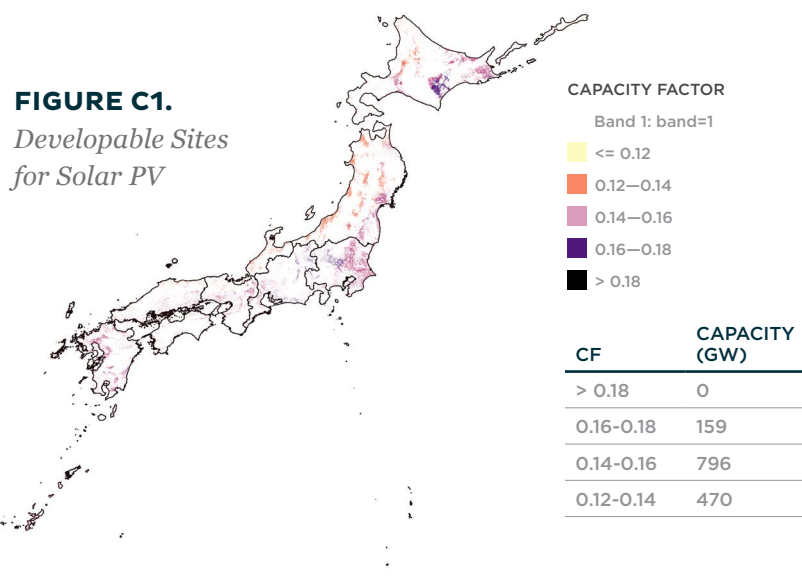 FIGURE C1.
Developable Sites
for Solar PV
CAPACITY FACTOR
Band 1: band=1
<= 0.12
0.12—0.14
0.14—0.16
0.16—0.18
> 0.18
CF CAPACITY (GW)
> 0.18 0
0.16-0.18 159
0.14-0.16 796
0.12-0.14 470